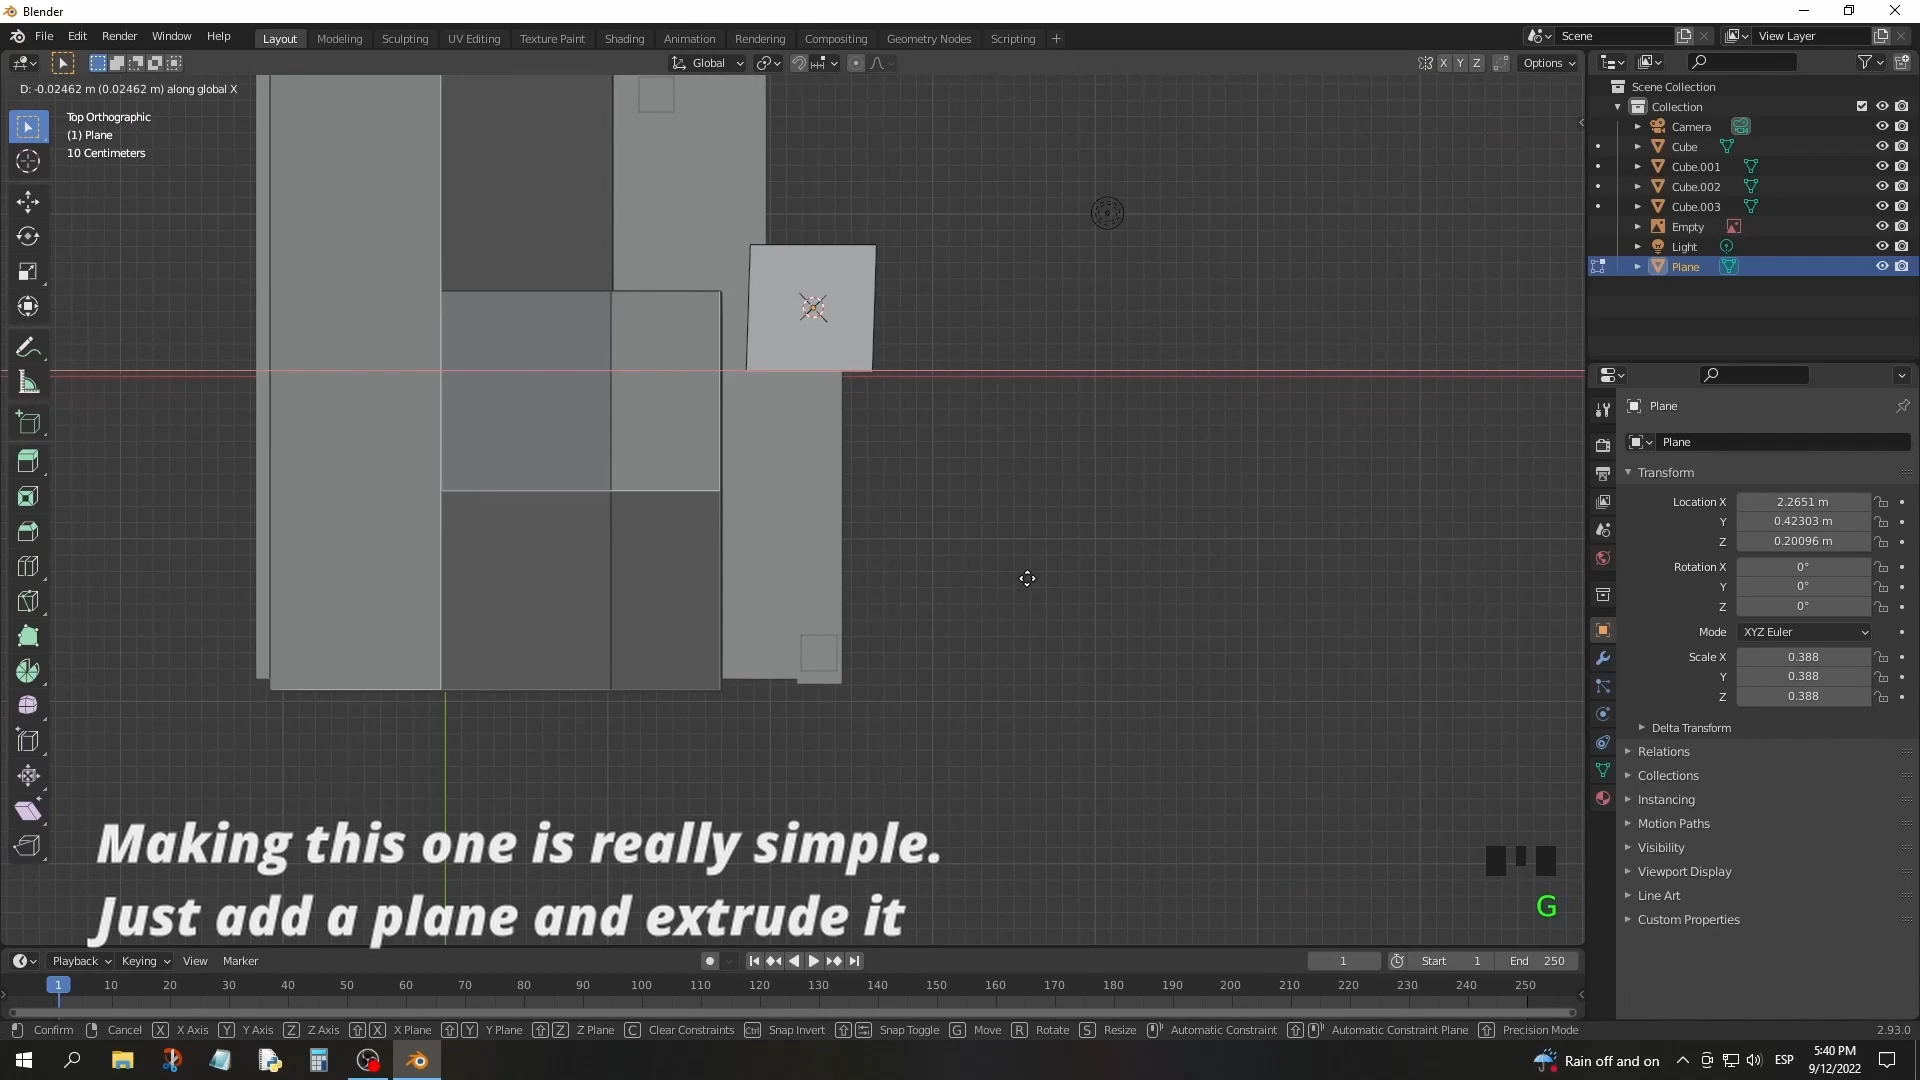 Blender
File Edit Render Window Help
Layout Modeling Sculpting UV Editing Texture Paint Shading Animation Rendering Compositing Geometry Nodes Scripting +
Scene
View Layer
Global
X Y Z
Options
D: -0.02462 m (0.02462 m) along global X
Top Orthographic
(1) Plane
10 Centimeters
Scene Collection
Collection
Camera
Cube
Cube.001
Cube.002
Cube.003
Empty
Light
Plane
Plane
Plane
Transform
Location X 2.2651 m
Y 0.42303 m
Z 0.20096 m
Rotation X 0°
Y 0°
Z 0°
Mode XYZ Euler
Scale X 0.388
Y 0.388
Z 0.388
Delta Transform
Relations
Collections
Instancing
Motion Paths
Visibility
Viewport Display
Line Art
Custom Properties
Making this one is really simple.
Just add a plane and extrude it
G
Playback Keying View Marker
1 Start 1 End 250
1 10 20 30 40 50 60 70 80 90 100 110 120 130 140 150 160 170 180 190 200 210 220 230 240 250
Confirm Cancel X X Axis Y Y Axis Z Z Axis X X Plane Y Y Plane Z Z Plane C Clear Constraints Ctrl Snap Invert Snap Toggle G Move R Rotate S Resize Automatic Constraint Automatic Constraint Plane Precision Mode 2.93.0
Rain off and on ESP 5:40 PM
9/12/2022